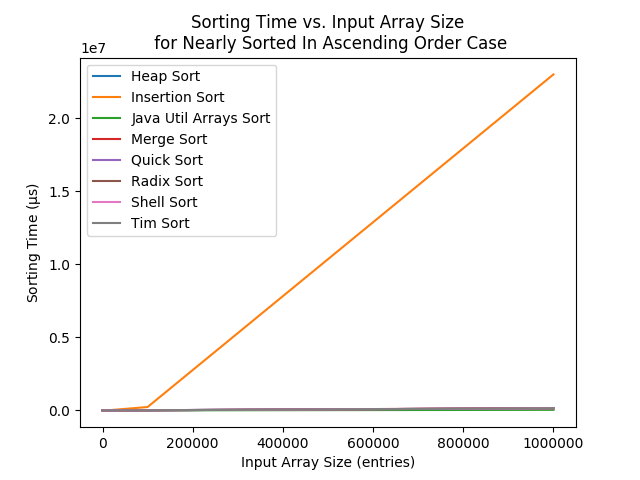 Sorting Time vs. Input Array Size
for Nearly Sorted In Ascending Order Case
1e7
Heap Sort
Insertion Sort
Java Util Arrays Sort
Merge Sort
Quick Sort
Radix Sort
Shell Sort
Tim Sort
2.0
1.5
1.0
0.5
0.0
Sorting Time (µs)
0 200000 400000 600000 800000 1000000
Input Array Size (entries)